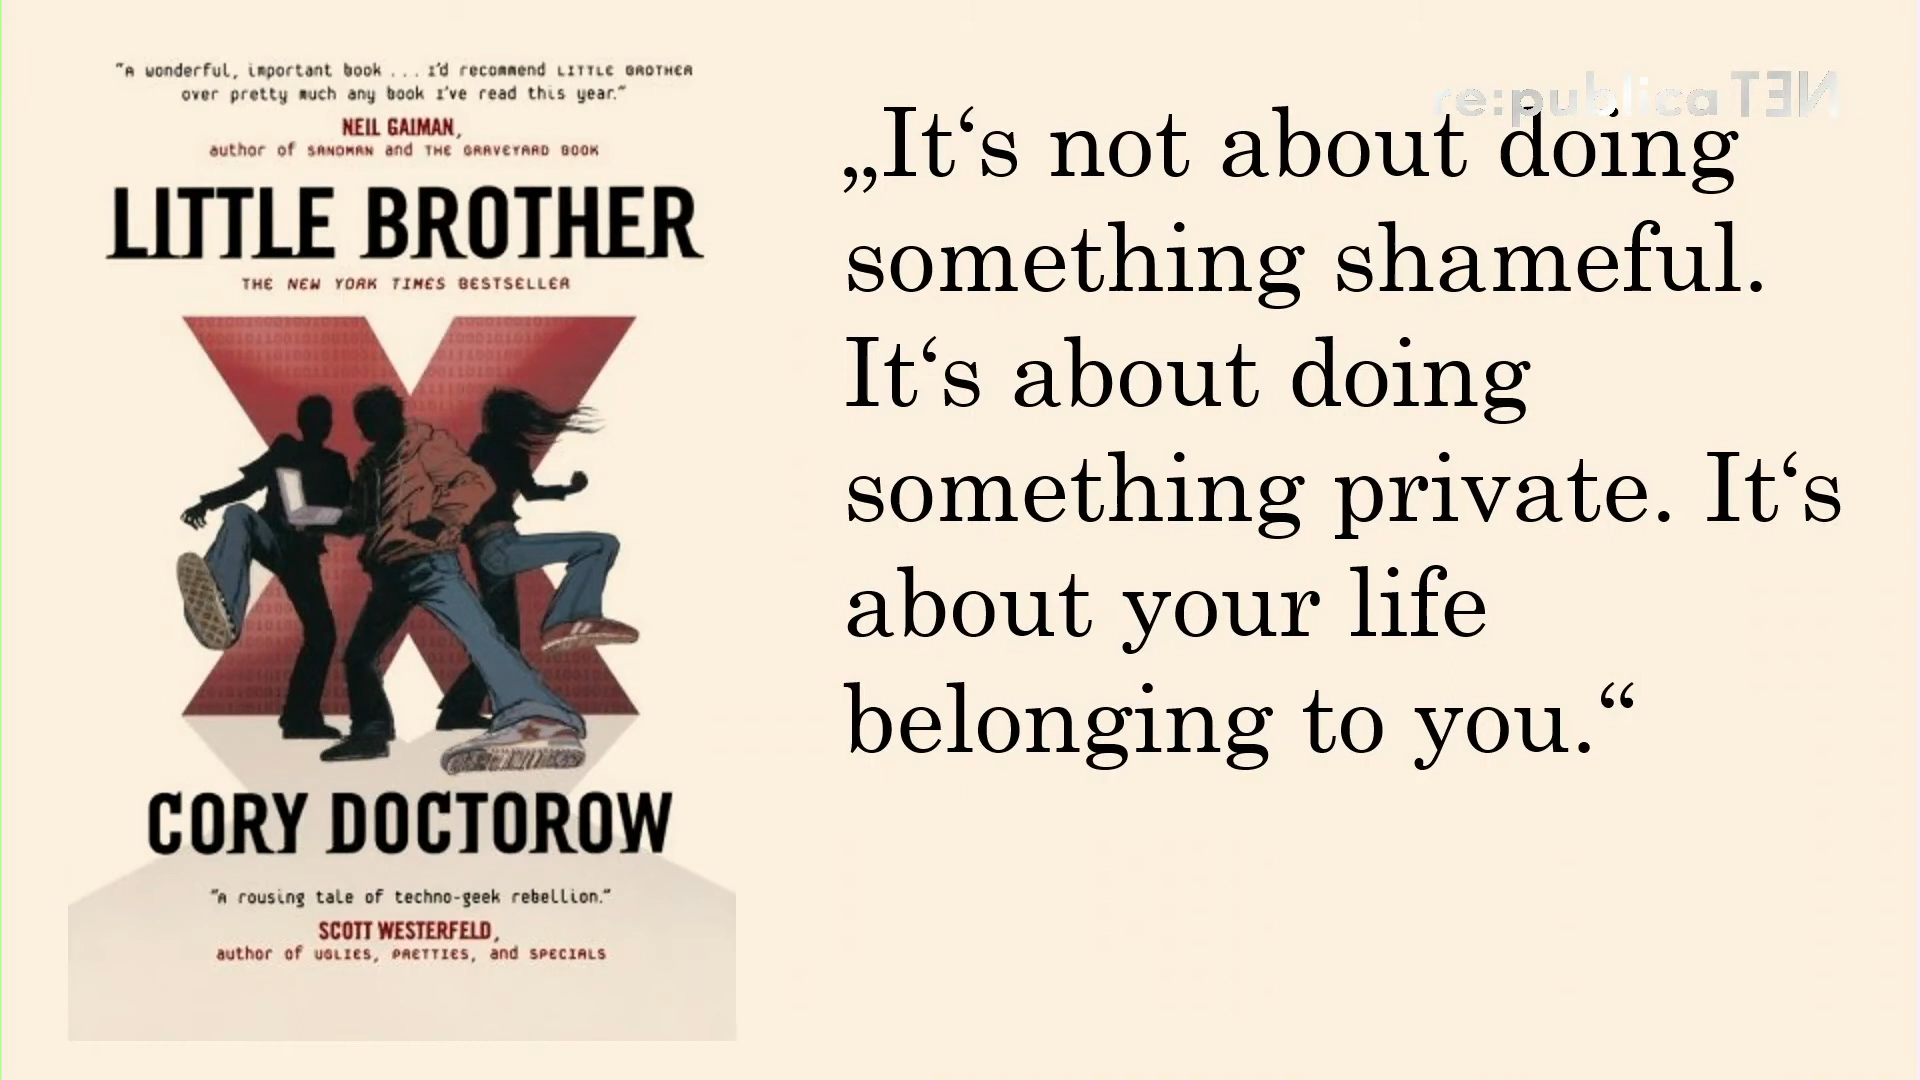 "A wonderful, important book ... I'd recommend LITTLE BROTHER
over pretty much any book I've read this year."
NEIL GAIMAN,
author of SANDMAN and THE GRAVEYARD BOOK
LITTLE BROTHER
THE NEW YORK TIMES BESTSELLER
CORY DOCTOROW
"A rousing tale of techno-geek rebellion."
SCOTT WESTERFELD,
author of UGLIES, PRETTIES, and SPECIALS
re:publica TEN
„It‘s not about doing
something shameful.
It‘s about doing
something private. It‘s
about your life
belonging to you.“